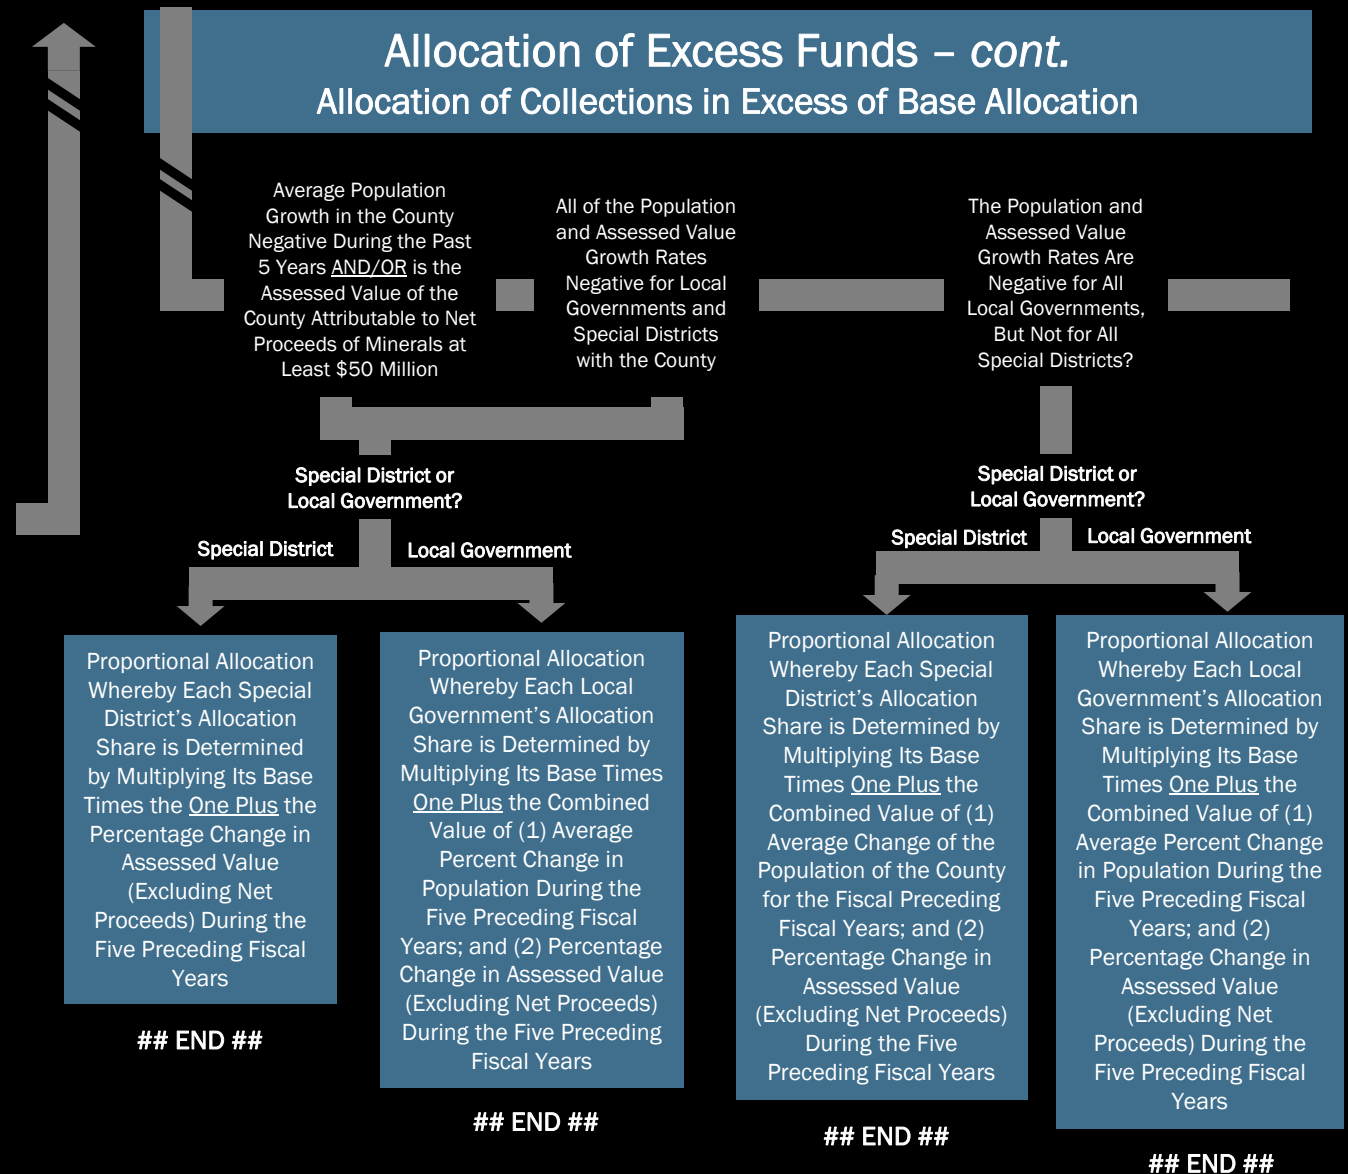 Allocation of Excess Funds – cont.
Allocation of Collections in Excess of Base Allocation
Average Population
Growth in the County
Negative During the Past
5 Years AND/OR is the
Assessed Value of the
County Attributable to Net
Proceeds of Minerals at
Least $50 Million
All of the Population
and Assessed Value
Growth Rates
Negative for Local
Governments and
Special Districts
with the County
The Population and
Assessed Value
Growth Rates Are
Negative for All
Local Governments,
But Not for All
Special Districts?
Special District or
Local Government?
Special District
Local Government
Special District or
Local Government?
Special District
Local Government
Proportional Allocation
Whereby Each Special
District’s Allocation
Share is Determined
by Multiplying Its Base
Times the One Plus the
Percentage Change in
Assessed Value
(Excluding Net
Proceeds) During the
Five Preceding Fiscal
Years
## END ##
Proportional Allocation
Whereby Each Local
Government’s Allocation
Share is Determined by
Multiplying Its Base Times
One Plus the Combined
Value of (1) Average
Percent Change in
Population During the
Five Preceding Fiscal
Years; and (2) Percentage
Change in Assessed Value
(Excluding Net Proceeds)
During the Five Preceding
Fiscal Years
## END ##
Proportional Allocation
Whereby Each Special
District’s Allocation
Share is Determined by
Multiplying Its Base
Times One Plus the
Combined Value of (1)
Average Change of the
Population of the County
for the Fiscal Preceding
Fiscal Years; and (2)
Percentage Change in
Assessed Value
(Excluding Net Proceeds)
During the Five
Preceding Fiscal Years
## END ##
Proportional Allocation
Whereby Each Local
Government’s Allocation
Share is Determined by
Multiplying Its Base
Times One Plus the
Combined Value of (1)
Average Percent Change
in Population During the
Five Preceding Fiscal
Years; and (2)
Percentage Change in
Assessed Value
(Excluding Net
Proceeds) During the
Five Preceding Fiscal
Years
## END ##